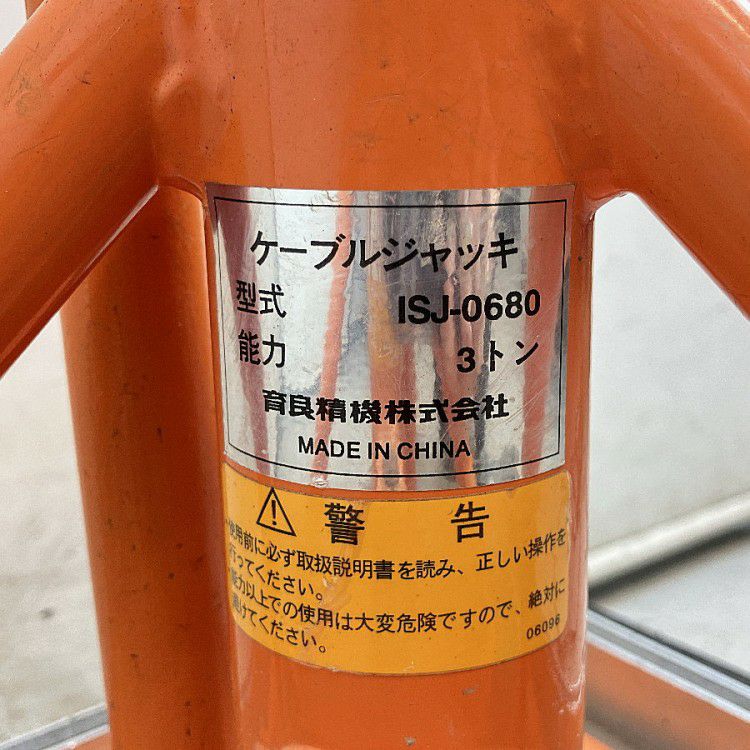 ケーブルジャッキ
型式 ISJ-0680
能力 3トン
育良精機株式会社
MADE IN CHINA
警告
使用前に必ず取扱説明書を読み、正しい操作を
行ってください。
能力以上での使用は大変危険ですので、絶対に
避けてください。
06096